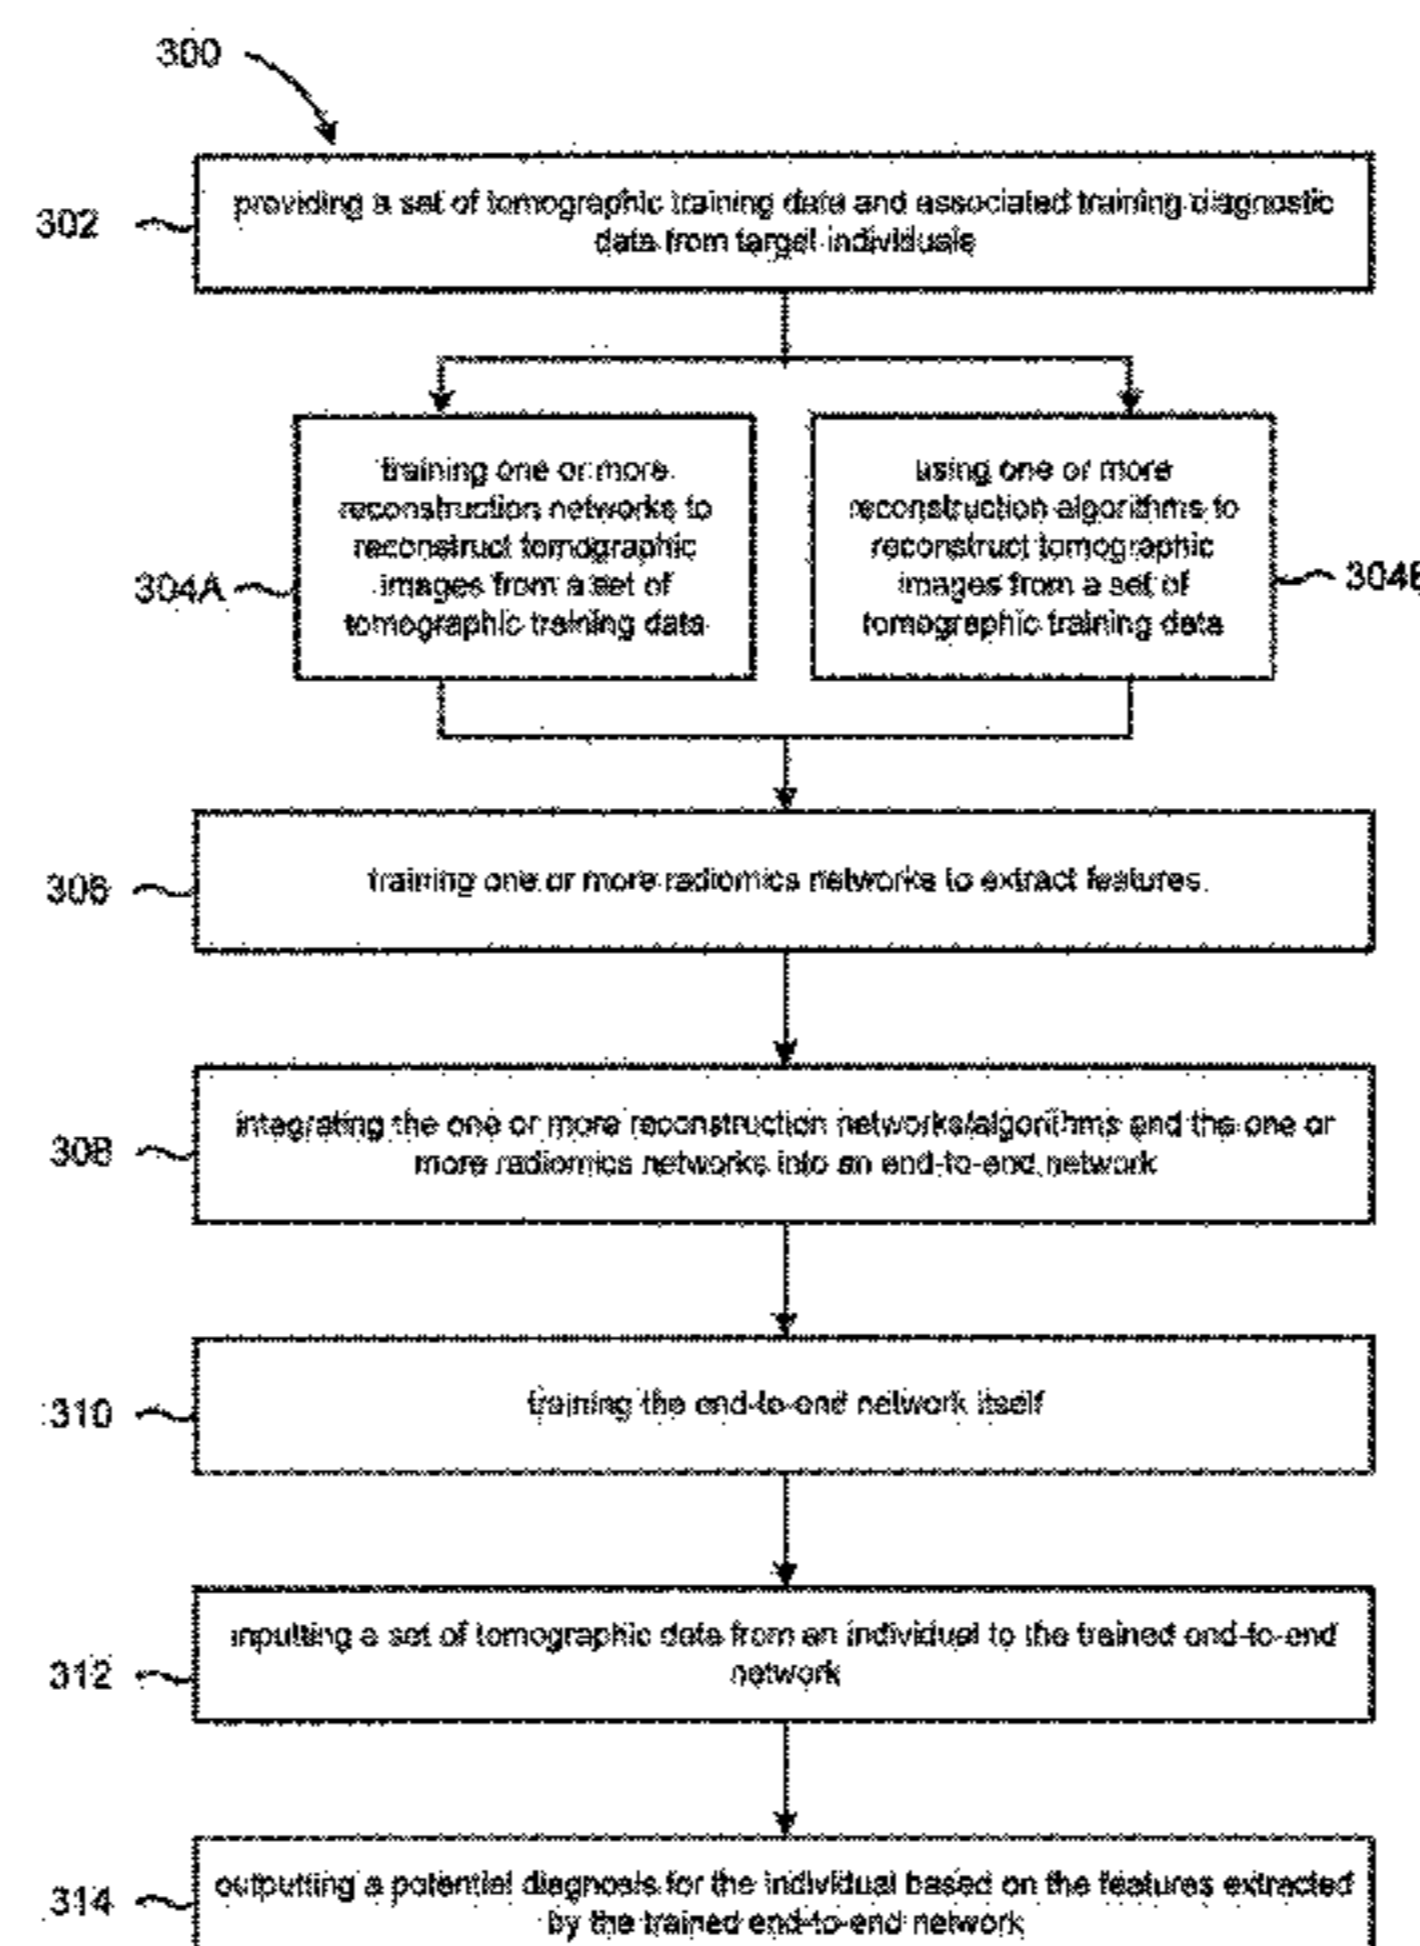 300
302
providing a set of tomographic training data and associated training diagnostic
data from target individuals
304A
training one or more
reconstruction networks to
reconstruct tomographic
images from a set of
tomographic training data
using one or more
reconstruction algorithms to
reconstruct tomographic
images from a set of
tomographic training data
304B
306
training one or more radiomics networks to extract features
308
integrating the one or more reconstruction networks/algorithms and the one or
more radiomics networks into an end-to-end network
310
training the end-to-end network itself
312
inputting a set of tomographic data from an individual to the trained end-to-end
network
314
outputting a potential diagnosis for the individual based on the features extracted
by the trained end-to-end network